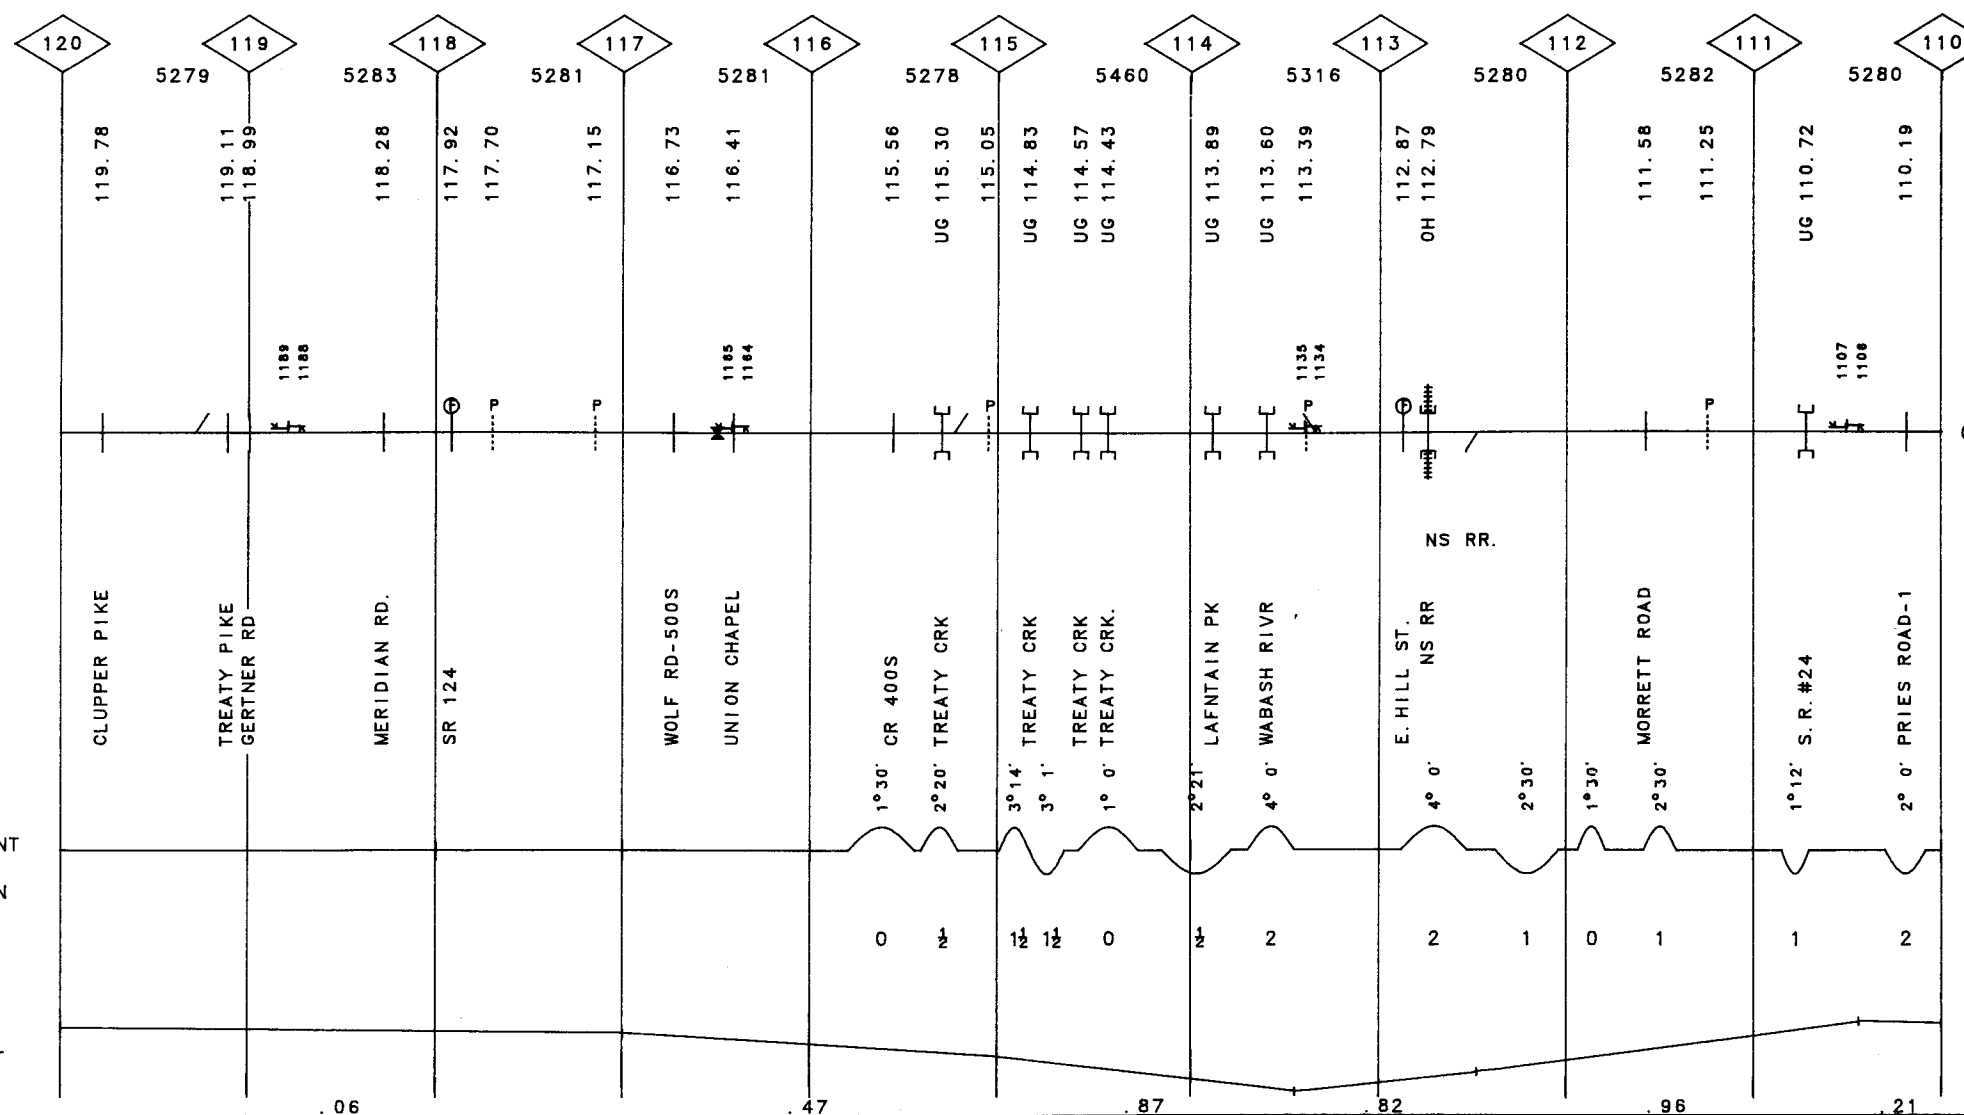 120 119 118 117 116 115 114 113 112 111 110
5279 5283 5281 5281 5278 5460 5316 5280 5282 5280
119.78
119.11
118.99
118.28
117.92
117.70
117.15
116.73
116.41
115.56
UG 115.30
115.05
UG 114.83
UG 114.57
UG 114.43
UG 113.89
UG 113.60
113.39
112.87
OH 112.79
111.58
111.25
UG 110.72
110.19
1189
1188
1165
1164
1135
1134
1107
1106
F P P P P F P
NS RR.
CLUPPER PIKE
TREATY PIKE
GERTNER RD
MERIDIAN RD.
SR 124
WOLF RD-500S
UNION CHAPEL
CR 400S
TREATY CRK
TREATY CRK
TREATY CRK
TREATY CRK.
LAFNTAIN PK
WABASH RIVR
E. HILL ST.
NS RR
MORRETT ROAD
S.R.#24
PRIES ROAD-1
1°30'
2°20'
3°14'
3° 1'
1° 0'
2°21'
4° 0'
4° 0'
2°30'
1°30'
2°30'
1°12'
2° 0'
NT
N
0 ½ 1½ 1½ 0 ½ 2 2 1 0 1 1 2
.06 .47 .87 .82 .96 .21